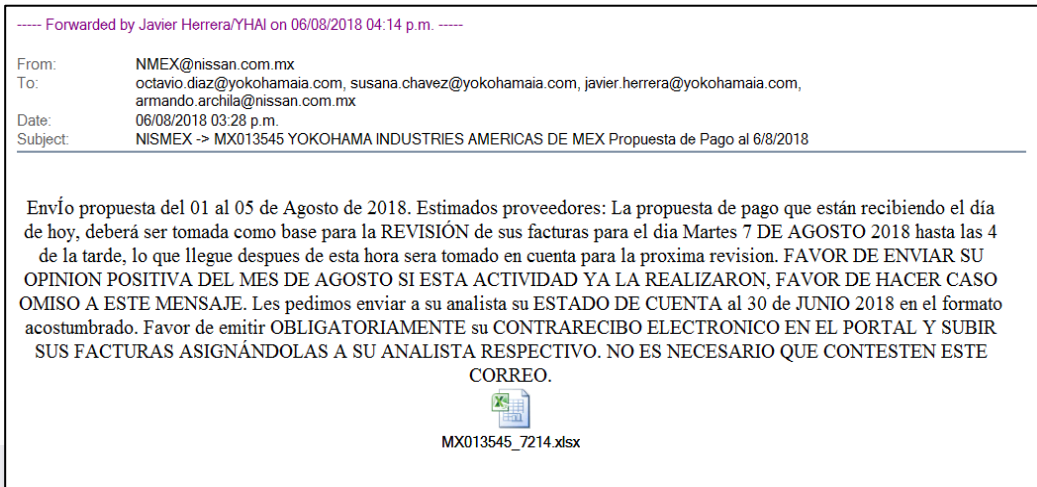 ----- Forwarded by Javier Herrera/YHAI on 06/08/2018 04:14 p.m. -----
From: NMEX@nissan.com.mx
To: octavio.diaz@yokohamaia.com, susana.chavez@yokohamaia.com, javier.herrera@yokohamaia.com,
armando.archila@nissan.com.mx
Date: 06/08/2018 03:28 p.m.
Subject: NISMEX -> MX013545 YOKOHAMA INDUSTRIES AMERICAS DE MEX Propuesta de Pago al 6/8/2018
EnvÍo propuesta del 01 al 05 de Agosto de 2018. Estimados proveedores: La propuesta de pago que están recibiendo el día
de hoy, deberá ser tomada como base para la REVISIÓN de sus facturas para el dia Martes 7 DE AGOSTO 2018 hasta las 4
de la tarde, lo que llegue despues de esta hora sera tomado en cuenta para la proxima revision. FAVOR DE ENVIAR SU
OPINION POSITIVA DEL MES DE AGOSTO SI ESTA ACTIVIDAD YA LA REALIZARON, FAVOR DE HACER CASO
OMISO A ESTE MENSAJE. Les pedimos enviar a su analista su ESTADO DE CUENTA al 30 de JUNIO 2018 en el formato
acostumbrado. Favor de emitir OBLIGATORIAMENTE su CONTRARECIBO ELECTRONICO EN EL PORTAL Y SUBIR
SUS FACTURAS ASIGNÁNDOLAS A SU ANALISTA RESPECTIVO. NO ES NECESARIO QUE CONTESTEN ESTE
CORREO.
MX013545_7214.xlsx